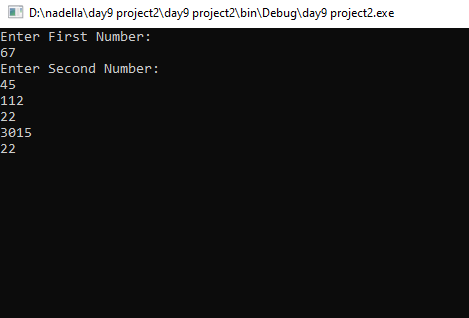 D:\nadella\day9 project2\day9 project2\bin\Debug\day9 project2.exe
Enter First Number:
67
Enter Second Number:
45
112
22
3015
22